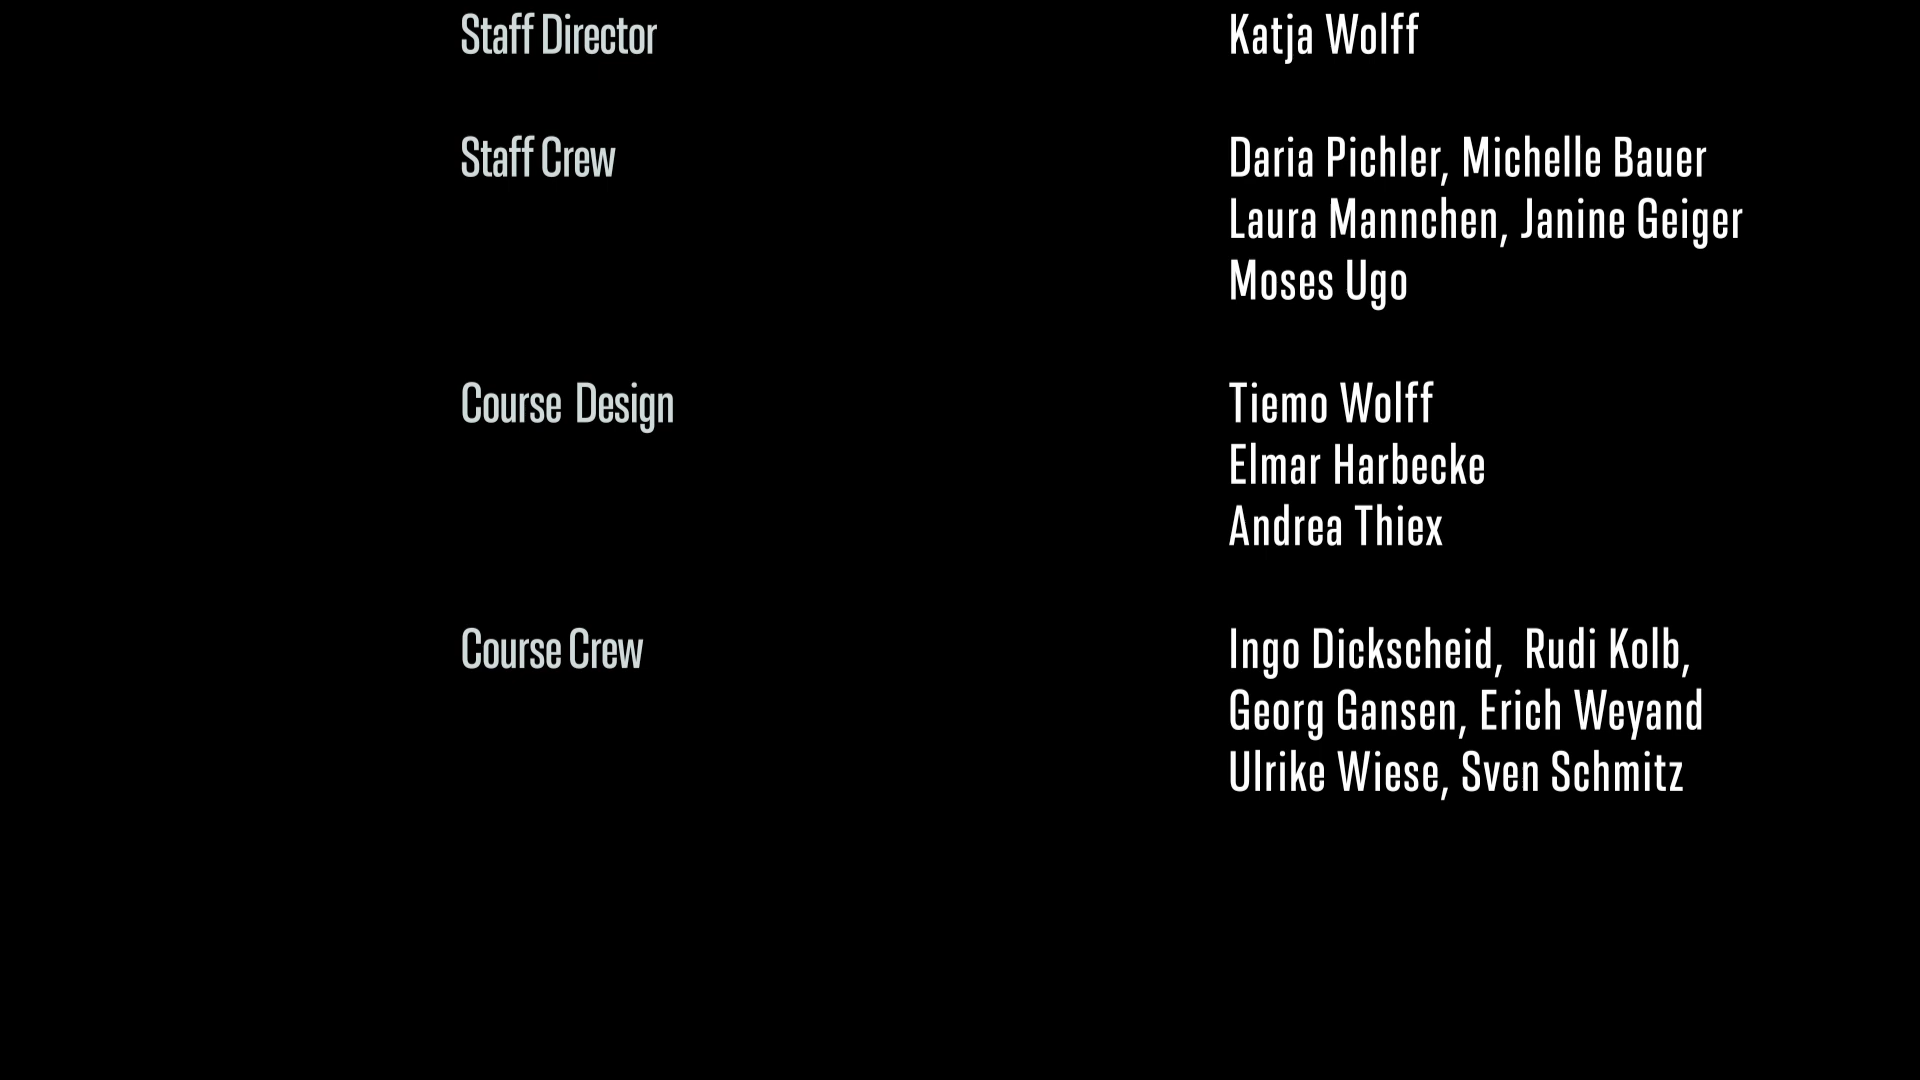 Staff Director Katja Wolff
Staff Crew Daria Pichler, Michelle Bauer
Laura Mannchen, Janine Geiger
Moses Ugo
Course Design Tiemo Wolff
Elmar Harbecke
Andrea Thiex
Course Crew Ingo Dickscheid, Rudi Kolb,
Georg Gansen, Erich Weyand
Ulrike Wiese, Sven Schmitz